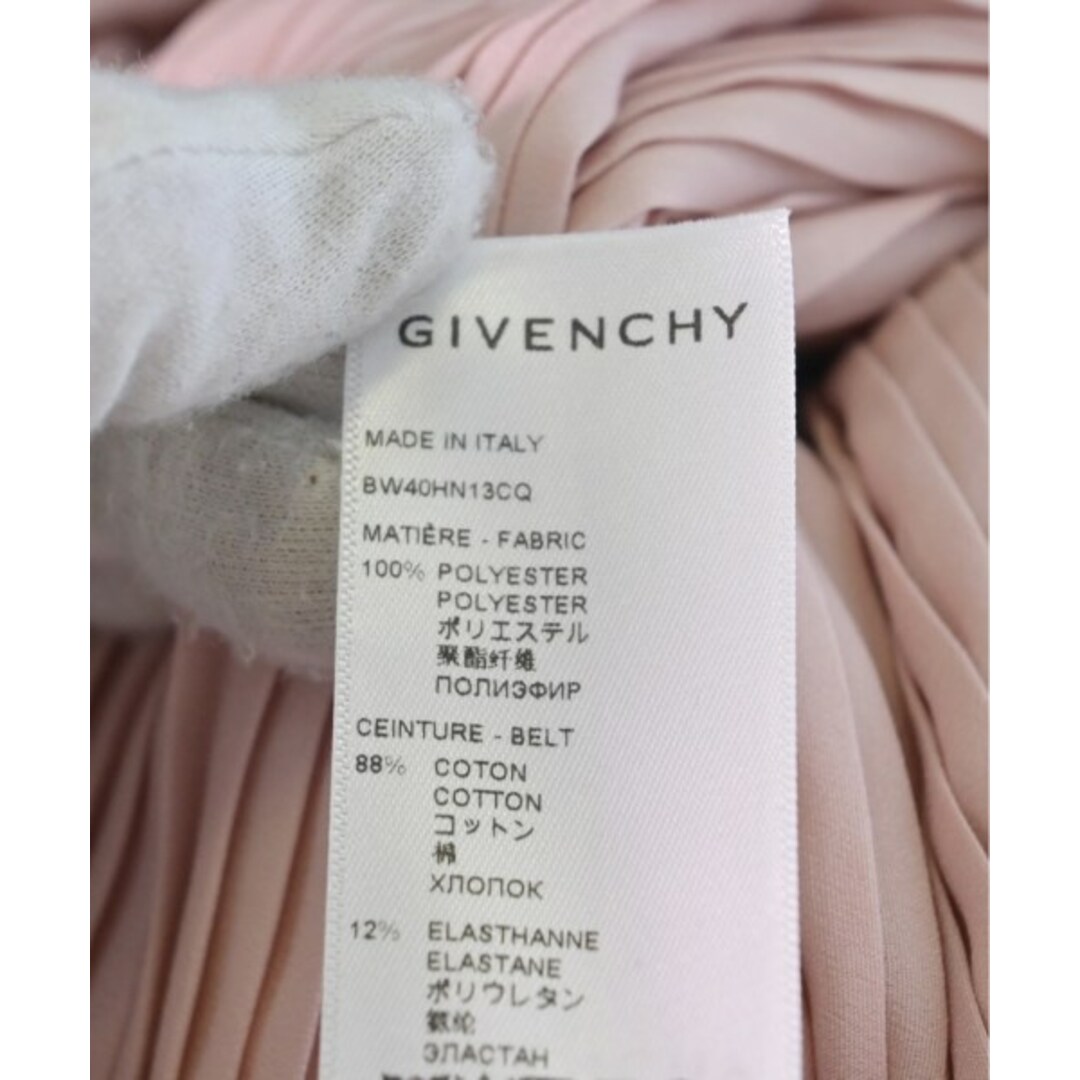 GIVENCHY
MADE IN ITALY
BW40HN13CQ
MATIÈRE - FABRIC
100% POLYESTER
POLYESTER
ポリエステル
聚酯纤维
ПОЛИЭФИР
CEINTURE - BELT
88% COTON
COTTON
コットン
棉
ХЛОПОК
12% ELASTHANNE
ELASTANE
ポリウレタン
氨纶
ЭЛАСТАН